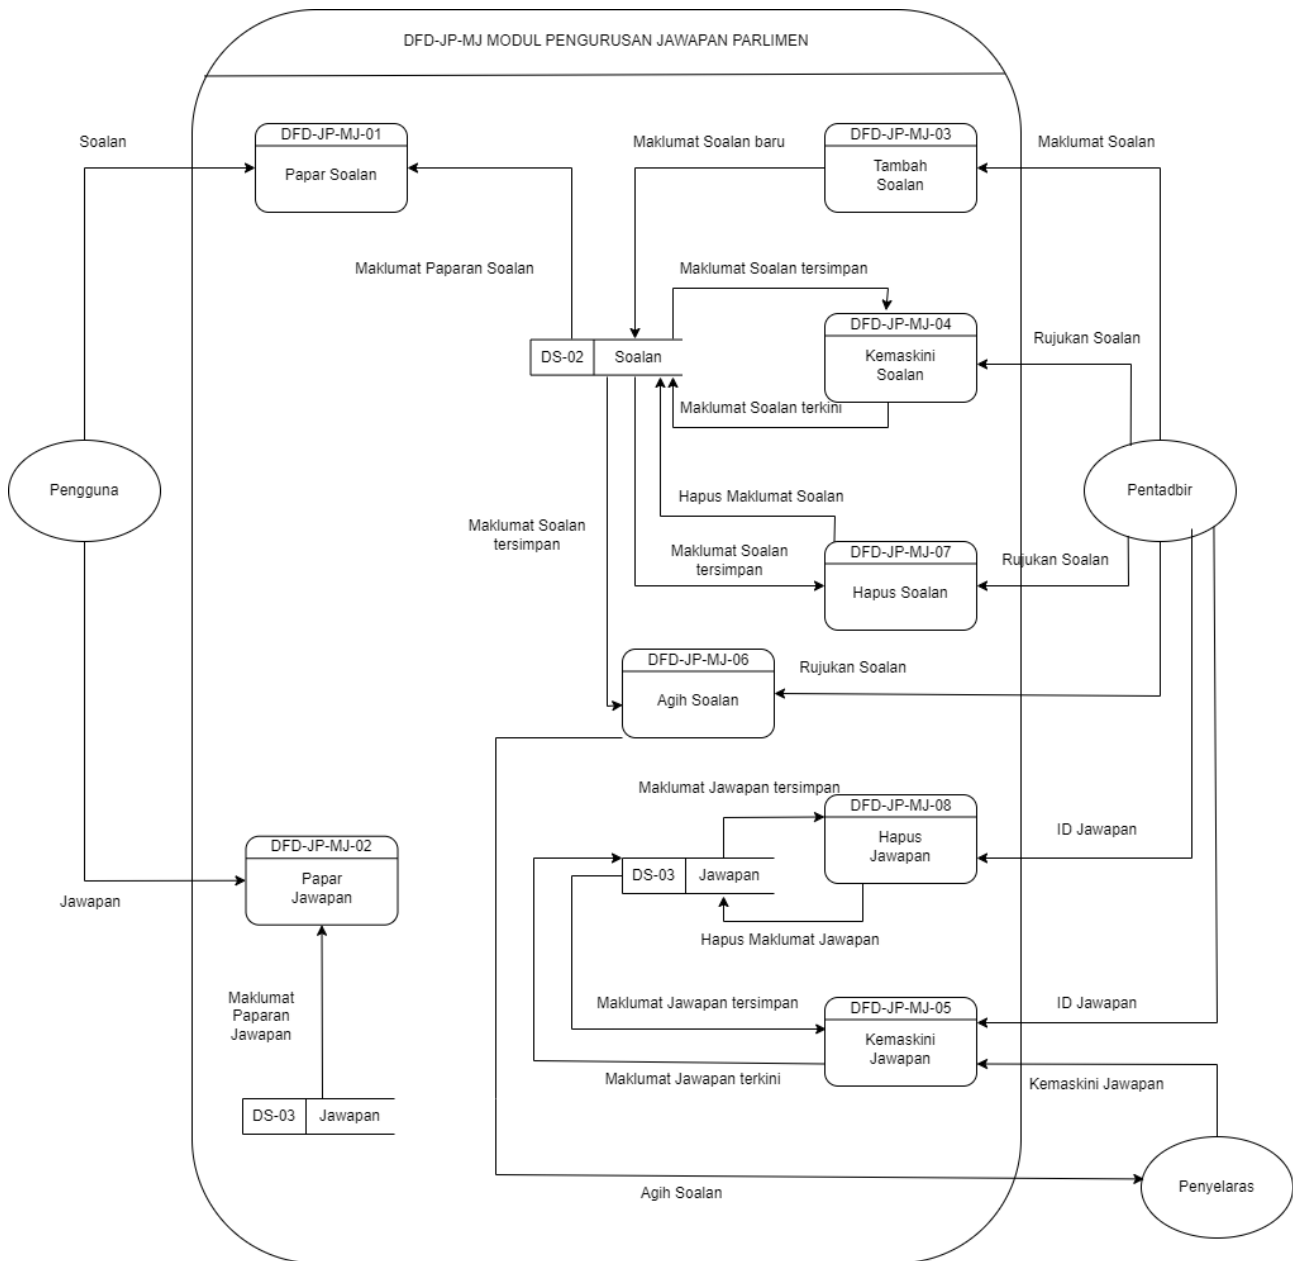 DFD-JP-MJ MODUL PENGURUSAN JAWAPAN PARLIMEN
Soalan
DFD-JP-MJ-01
Papar Soalan
Maklumat Soalan baru
DFD-JP-MJ-03
Tambah
Soalan
Maklumat Soalan
Maklumat Paparan Soalan
Maklumat Soalan tersimpan
DFD-JP-MJ-04
Kemaskini
Soalan
Rujukan Soalan
DS-02
Soalan
Maklumat Soalan terkini
Pengguna
Pentadbir
Hapus Maklumat Soalan
Maklumat Soalan
tersimpan
Maklumat Soalan
tersimpan
DFD-JP-MJ-07
Hapus Soalan
Rujukan Soalan
DFD-JP-MJ-06
Agih Soalan
Rujukan Soalan
Maklumat Jawapan tersimpan
DFD-JP-MJ-08
Hapus
Jawapan
ID Jawapan
DFD-JP-MJ-02
Papar
Jawapan
Jawapan
DS-03
Jawapan
Hapus Maklumat Jawapan
Maklumat
Paparan
Jawapan
Maklumat Jawapan tersimpan
DFD-JP-MJ-05
Kemaskini
Jawapan
ID Jawapan
Maklumat Jawapan terkini
Kemaskini Jawapan
DS-03
Jawapan
Agih Soalan
Penyelaras